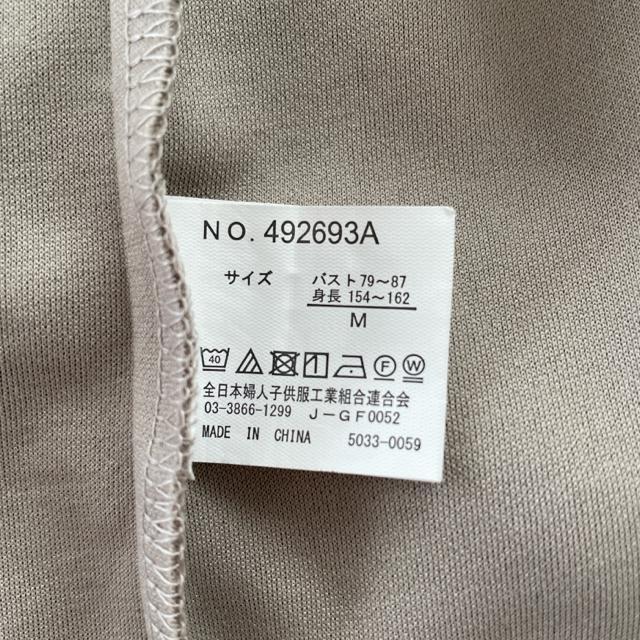 NO. 492693A
サイズ バスト79～87
身長 154～162
M
40 F W
全日本婦人子供服工業組合連合会
03-3866-1299 J－GF0052
MADE IN CHINA 5033-0059